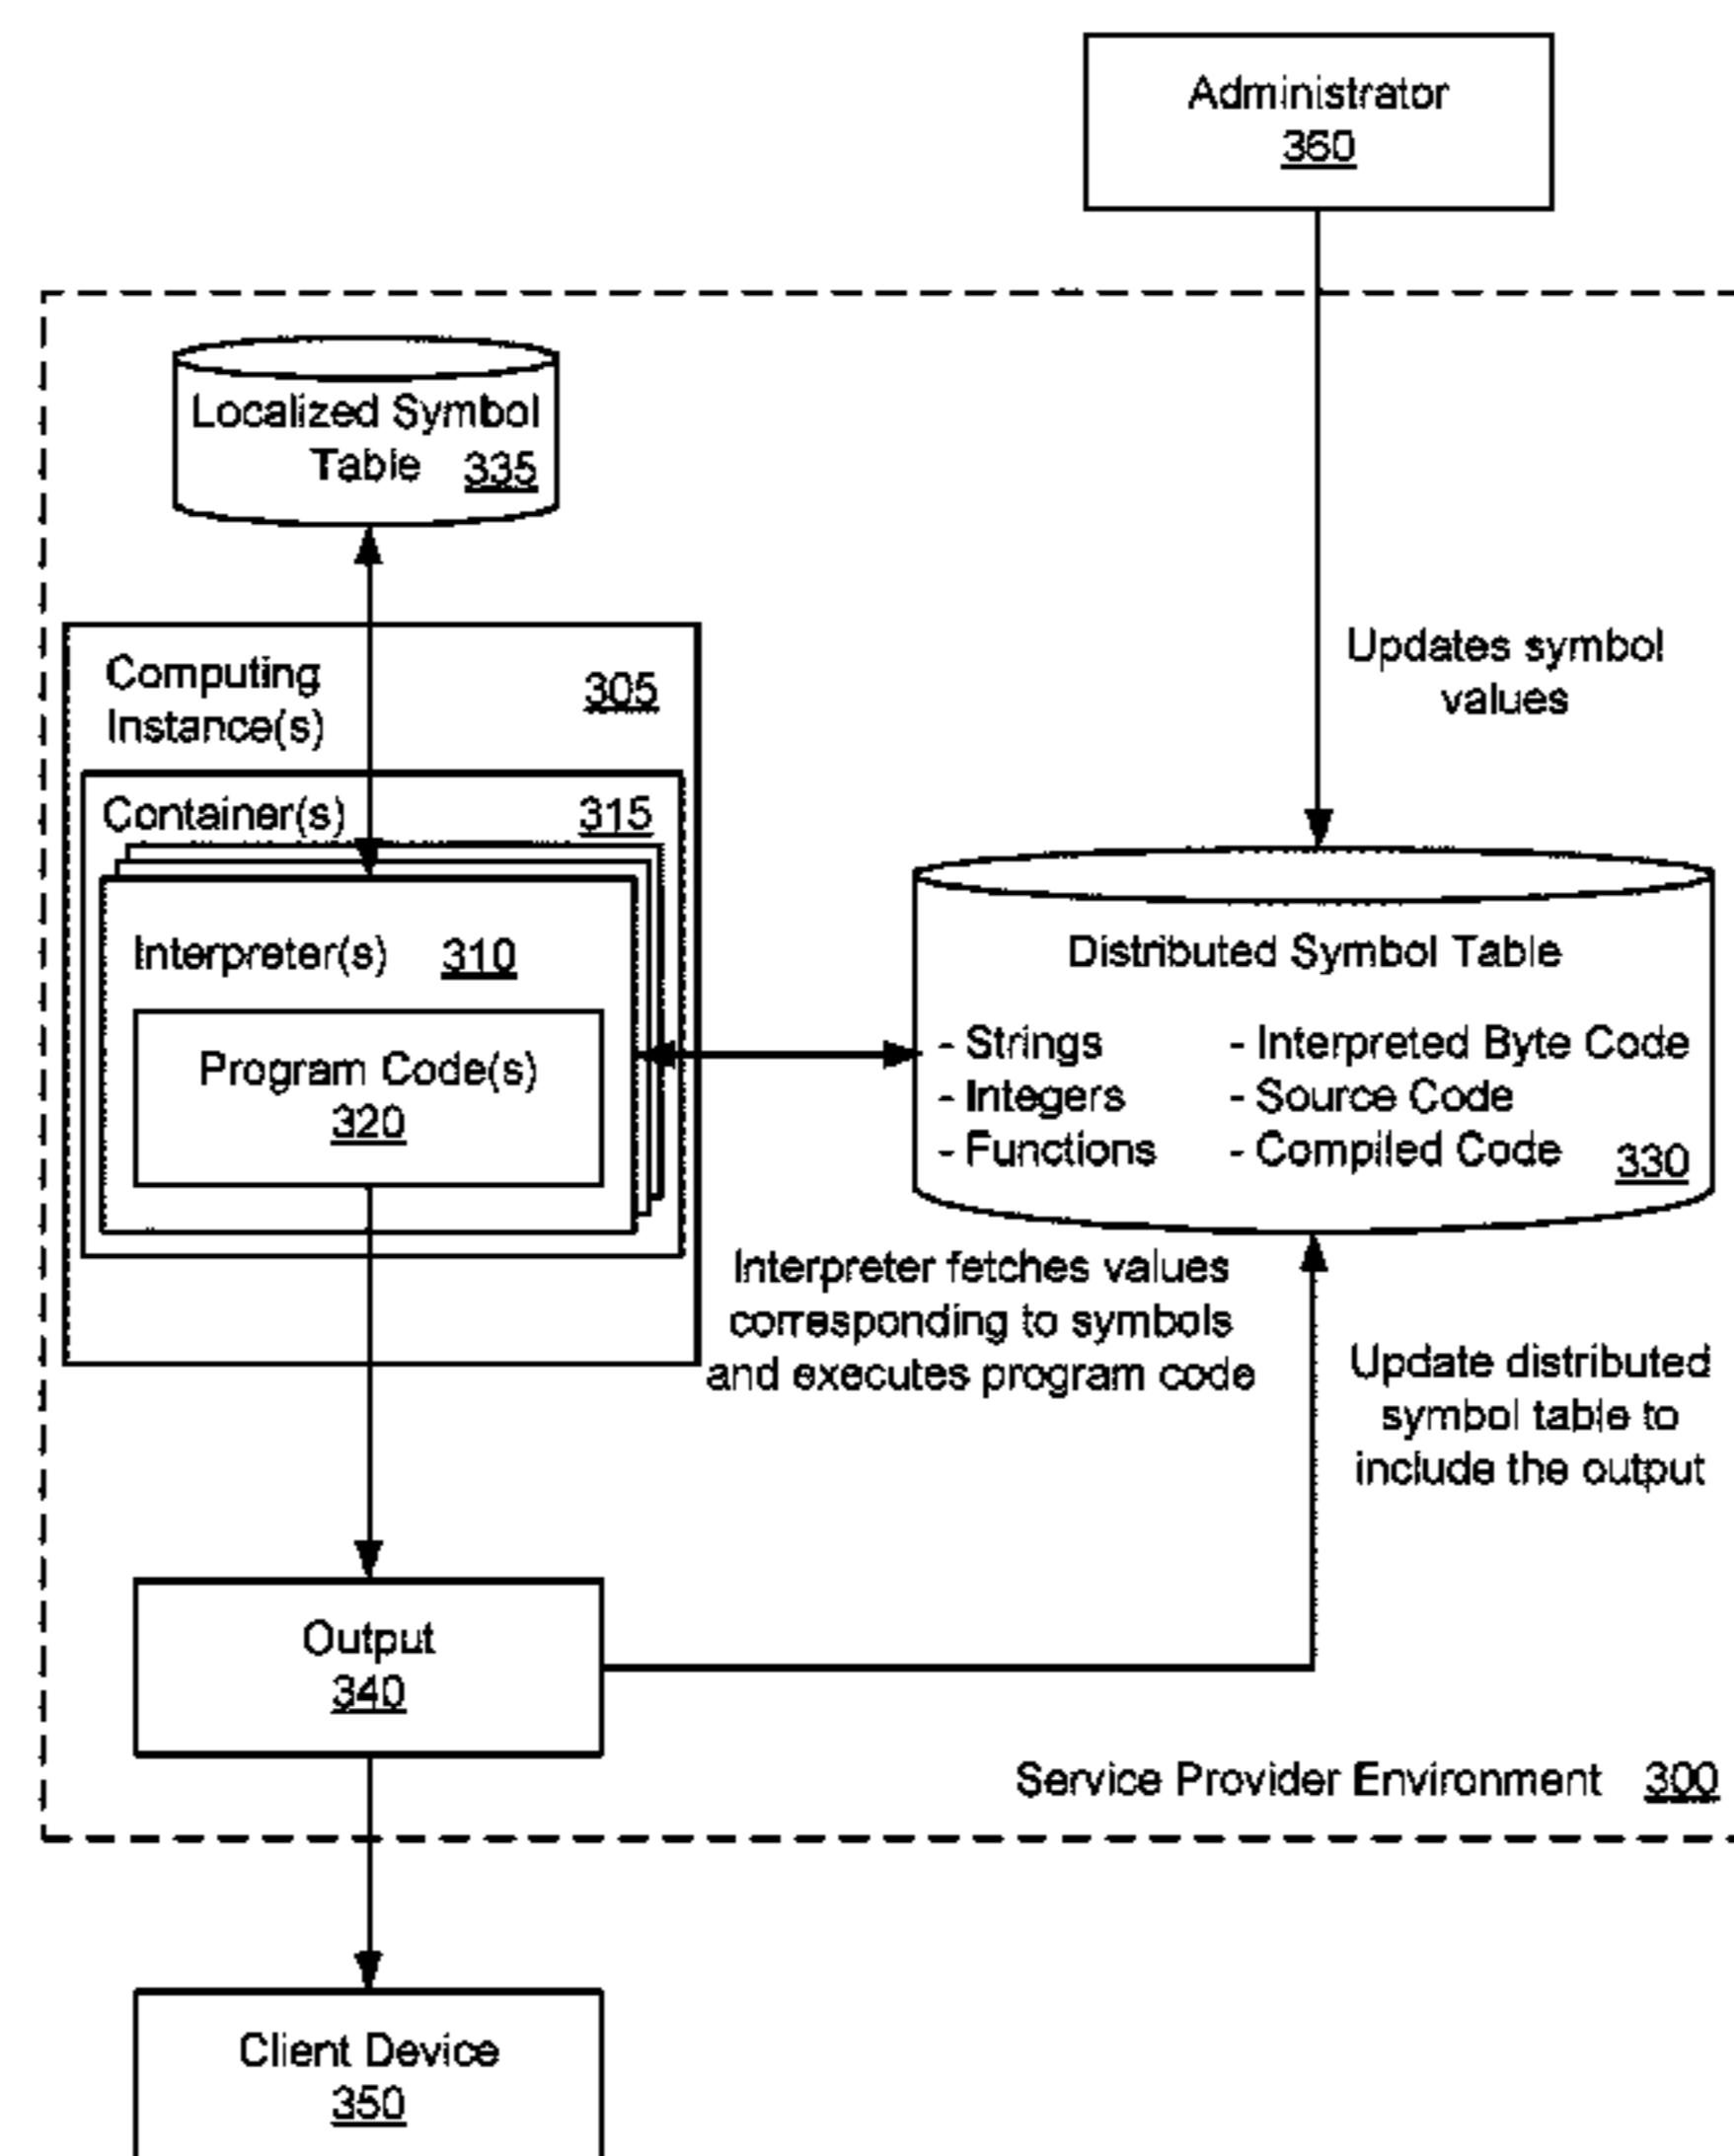 Administrator
360
Localized Symbol
Table 335
Computing
Instance(s)
305
Container(s) 315
Interpreter(s) 310
Program Code(s)
320
Updates symbol
values
Distributed Symbol Table
- Strings
- Integers
- Functions
- Interpreted Byte Code
- Source Code
- Compiled Code
330
Interpreter fetches values
corresponding to symbols
and executes program code
Update distributed
symbol table to
include the output
Output
340
Service Provider Environment 300
Client Device
350